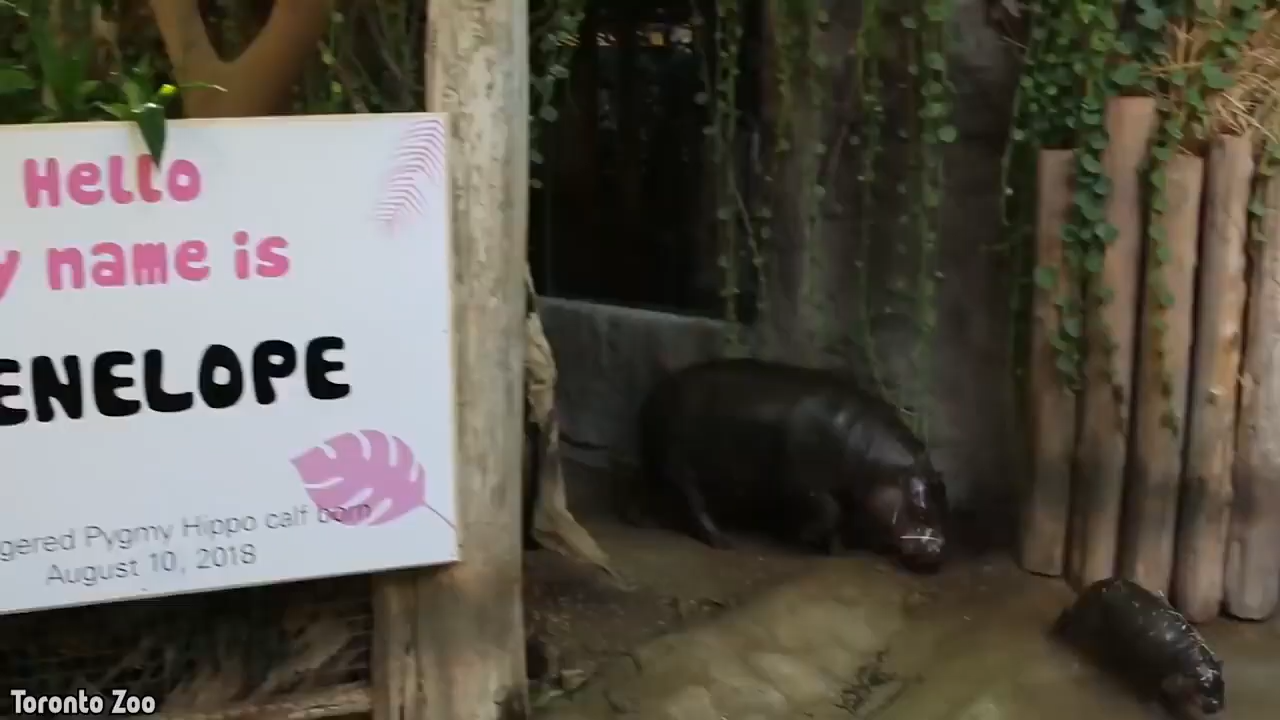 Hello
y name is
ENELOPE
gered Pygmy Hippo calf born
August 10, 2018
Toronto Zoo